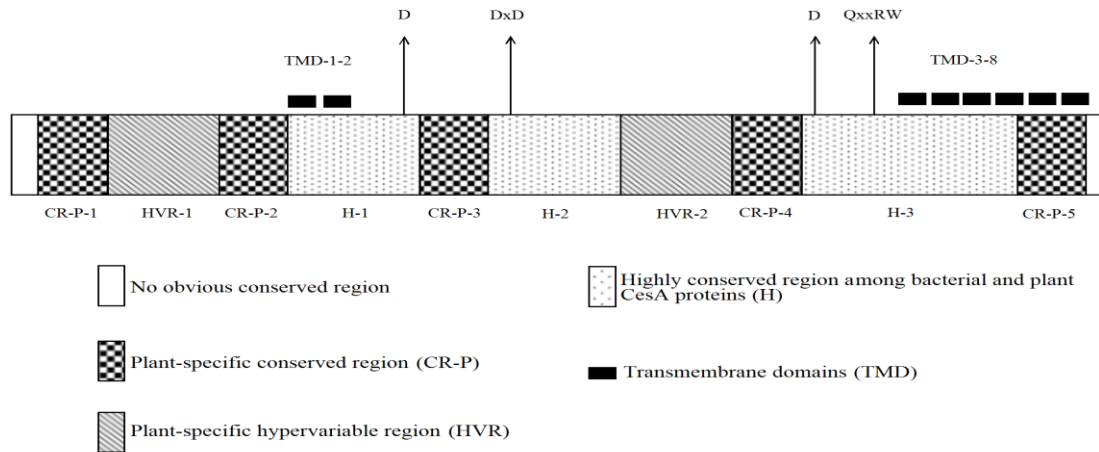 D
DxD
D
QxxRW
TMD-1-2
TMD-3-8
CR-P-1
HVR-1
CR-P-2
H-1
CR-P-3
H-2
HVR-2
CR-P-4
H-3
CR-P-5
No obvious conserved region
Highly conserved region among bacterial and plant
CesA proteins (H)
Plant-specific conserved region (CR-P)
Transmembrane domains (TMD)
Plant-specific hypervariable region (HVR)